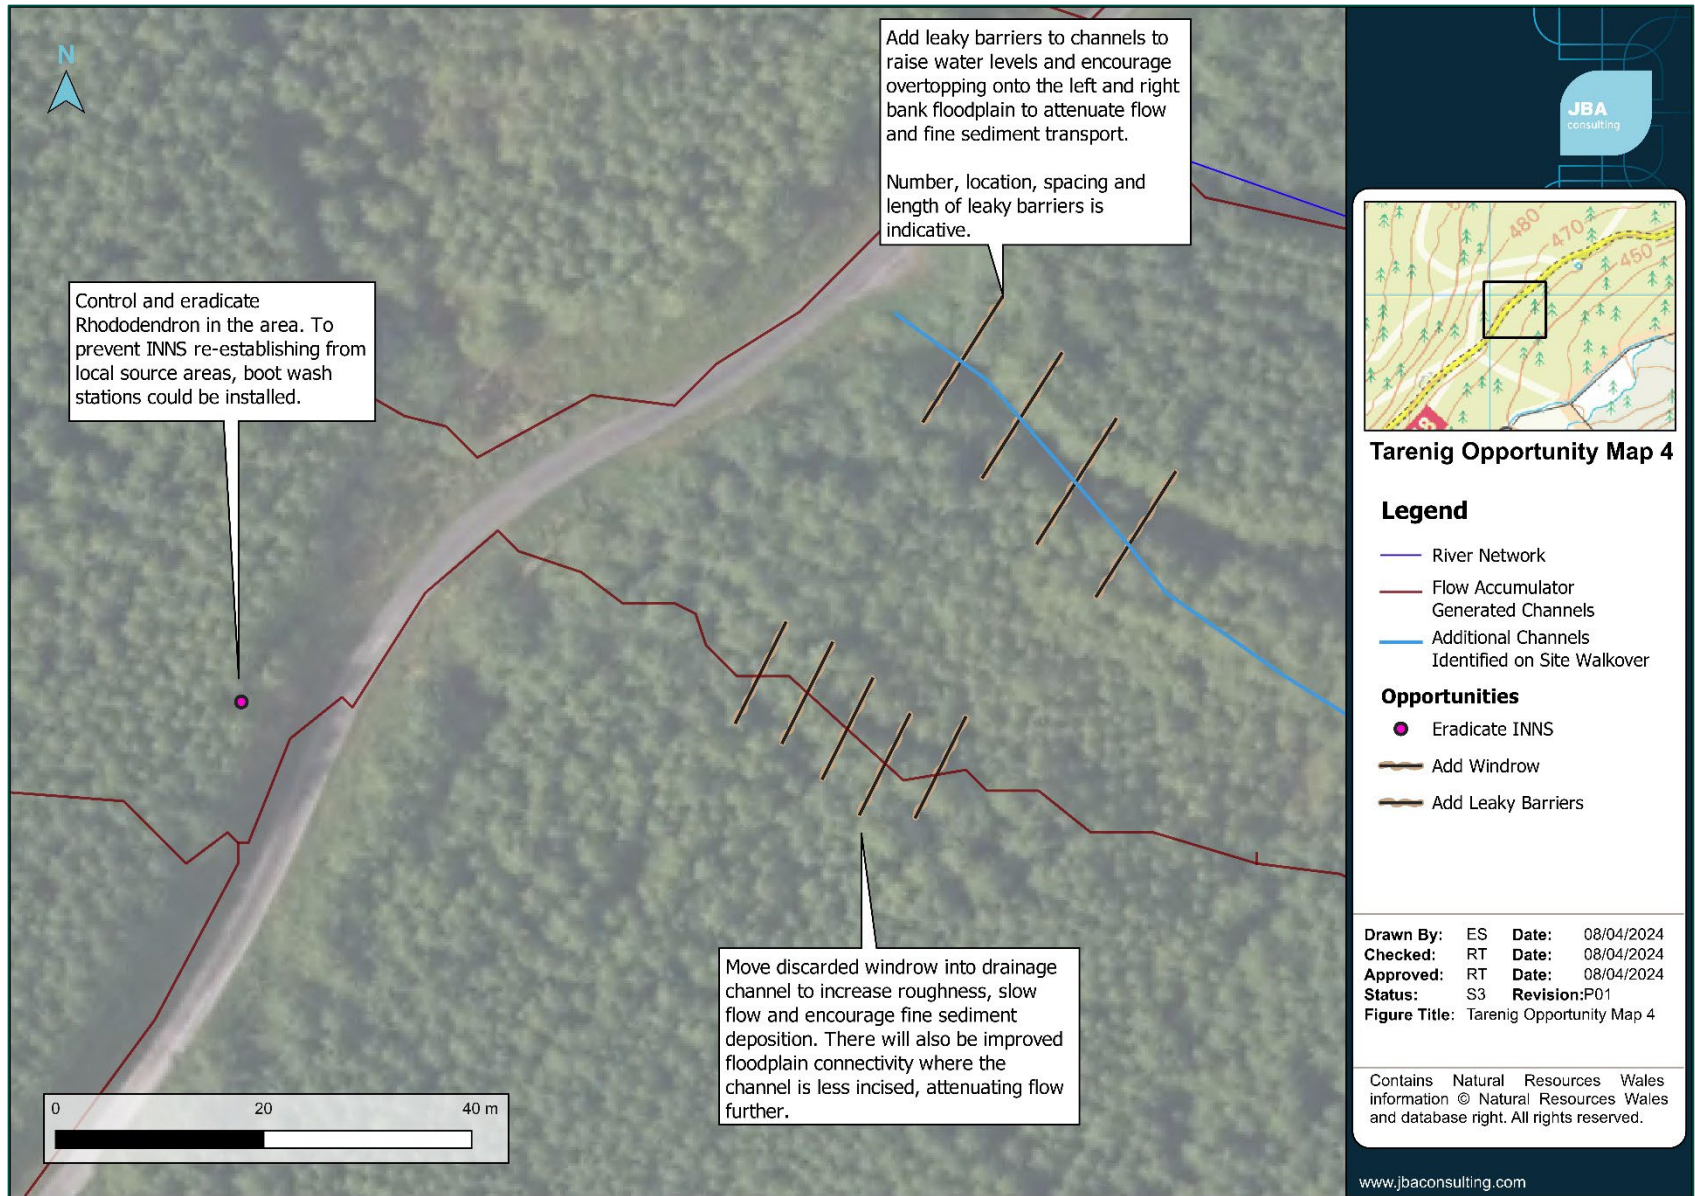 N
Add leaky barriers to channels to
raise water levels and encourage
overtopping onto the left and right
bank floodplain to attenuate flow
and fine sediment transport.
Number, location, spacing and
length of leaky barriers is
indicative.
Control and eradicate
Rhododendron in the area. To
prevent INNS re-establishing from
local source areas, boot wash
stations could be installed.
Move discarded windrow into drainage
channel to increase roughness, slow
flow and encourage fine sediment
deposition. There will also be improved
floodplain connectivity where the
channel is less incised, attenuating flow
further.
0 20 40 m
JBA
consulting
480
470
450
Tarenig Opportunity Map 4
Legend
River Network
Flow Accumulator
Generated Channels
Additional Channels
Identified on Site Walkover
Opportunities
Eradicate INNS
Add Windrow
Add Leaky Barriers
Drawn By: ES Date: 08/04/2024
Checked: RT Date: 08/04/2024
Approved: RT Date: 08/04/2024
Status: S3 Revision:P01
Figure Title: Tarenig Opportunity Map 4
Contains Natural Resources Wales
information © Natural Resources Wales
and database right. All rights reserved.
www.jbaconsulting.com